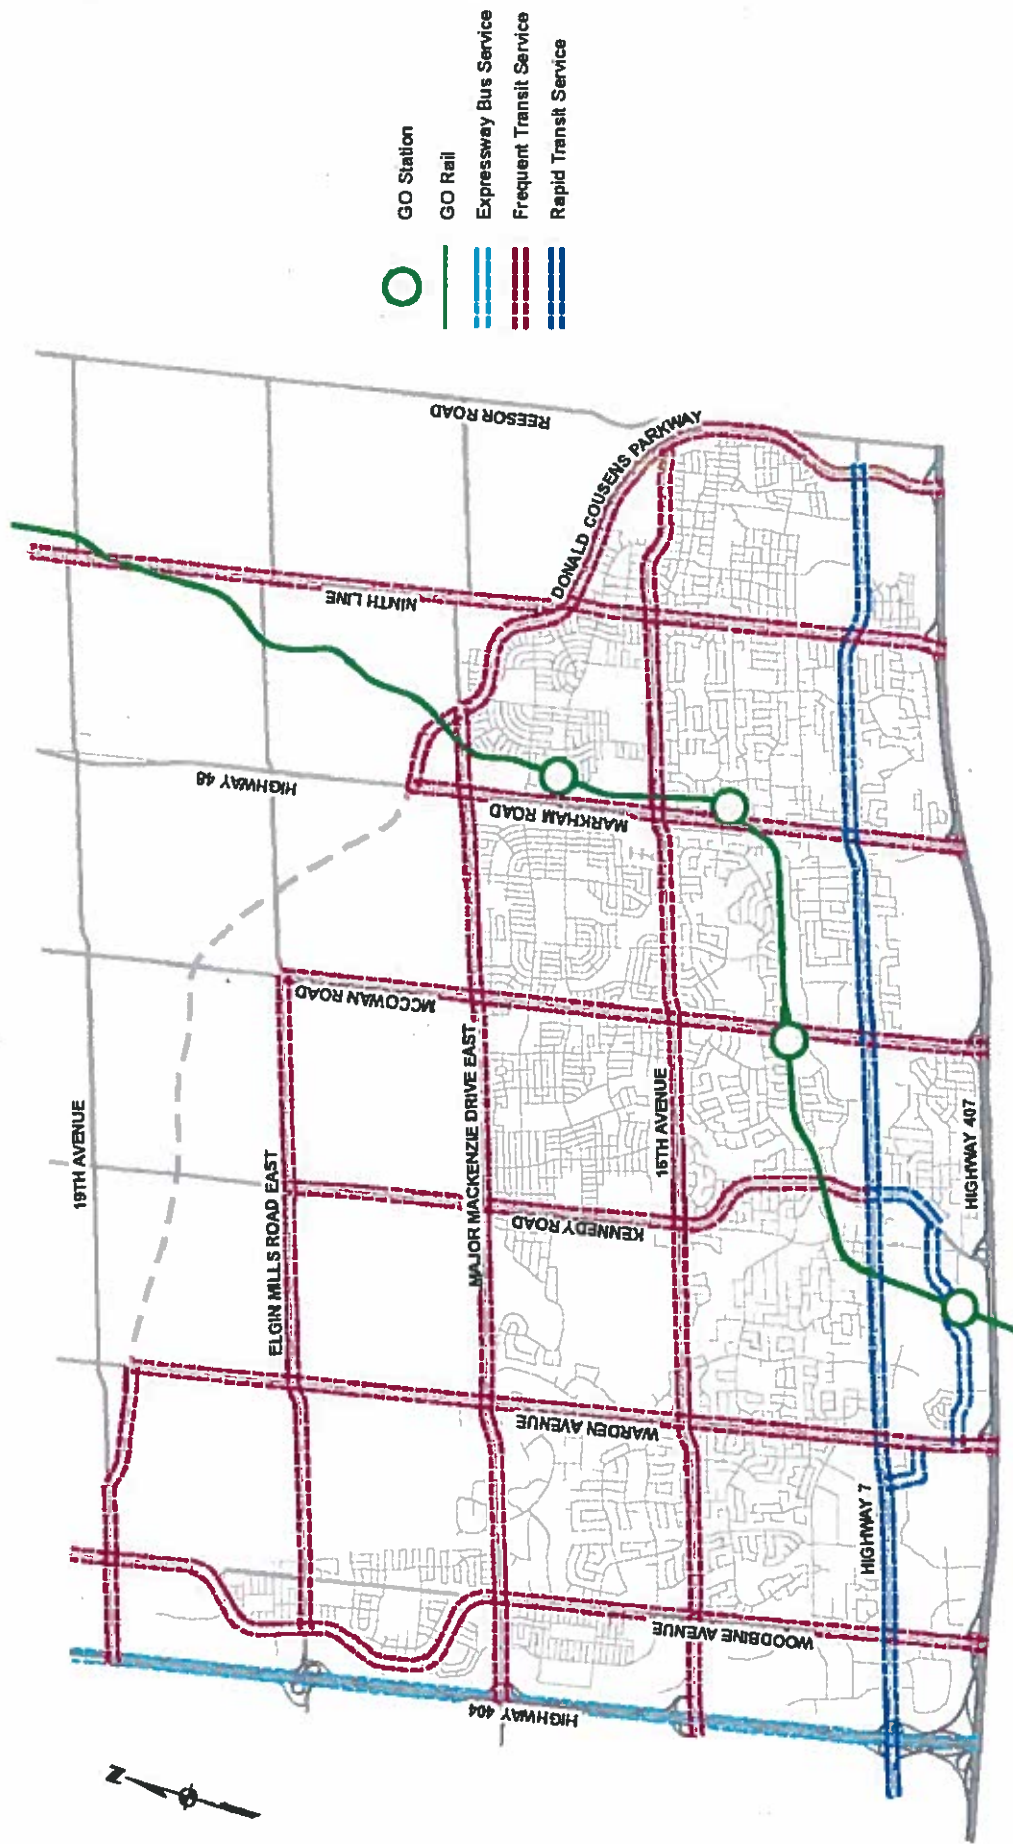 GO Station
GO Rail
Expressway Bus Service
Frequent Transit Service
Rapid Transit Service
N
19TH AVENUE
ELGIN MILLS ROAD EAST
MAJOR MACKENZIE DRIVE EAST
16TH AVENUE
HIGHWAY 7
HIGHWAY 407
HIGHWAY 404
WOODBINE AVENUE
WARDEN AVENUE
KENNEDY ROAD
MCCOWAN ROAD
HIGHWAY 48
MARKHAM ROAD
NINTH LINE
DONALD COUSENS PARKWAY
REESOR ROAD